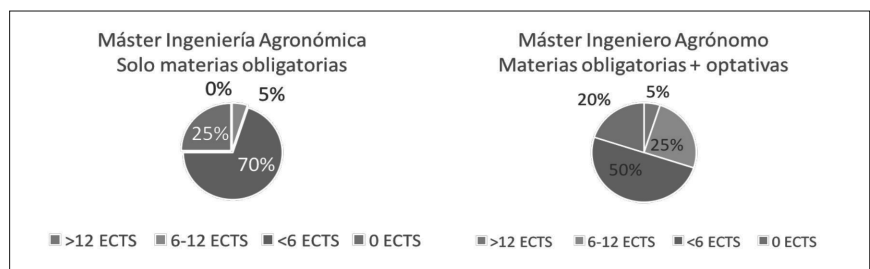 Máster Ingeniería Agronómica
Solo materias obligatorias
0%
5%
25%
70%
>12 ECTS 6-12 ECTS <6 ECTS 0 ECTS
Máster Ingeniero Agrónomo
Materias obligatorias + optativas
5%
20%
25%
50%
>12 ECTS 6-12 ECTS <6 ECTS 0 ECTS